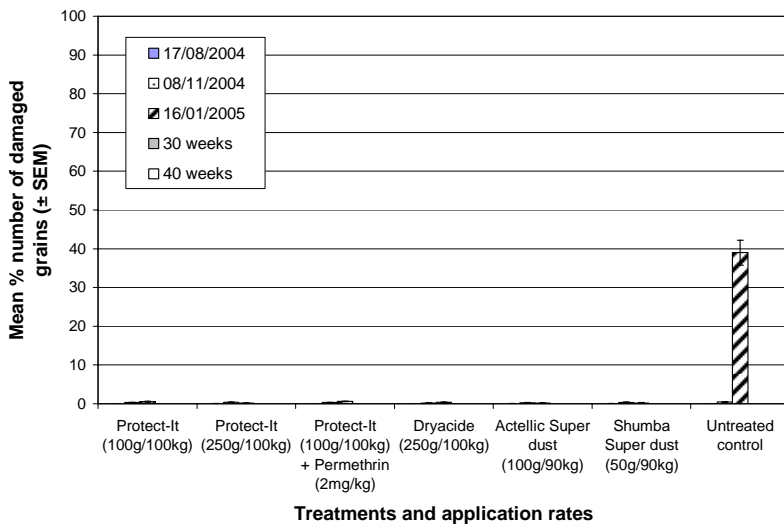 100
90
80
70
60
50
40
30
20
10
0
Mean % number of damaged
grains (± SEM)
17/08/2004
08/11/2004
16/01/2005
30 weeks
40 weeks
Protect-It
(100g/100kg)
Protect-It
(250g/100kg)
Protect-It
(100g/100kg)
+ Permethrin
(2mg/kg)
Dryacide
(250g/100kg)
Actellic Super
dust
(100g/90kg)
Shumba
Super dust
(50g/90kg)
Untreated
control
Treatments and application rates